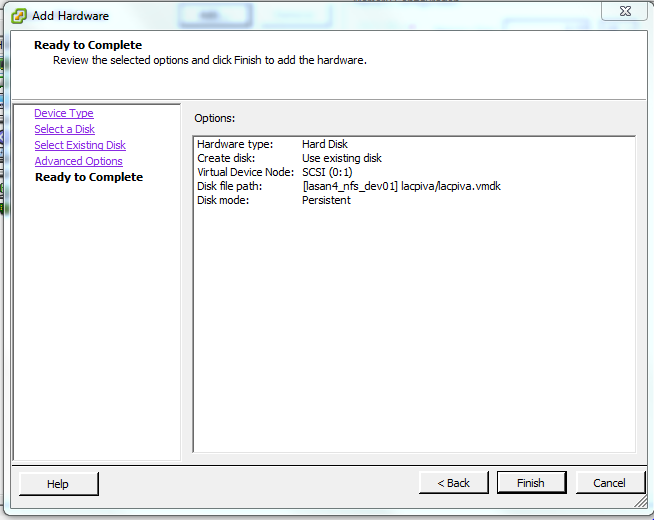 Add Hardware
Ready to Complete
Review the selected options and click Finish to add the hardware.
Device Type
Select a Disk
Select Existing Disk
Advanced Options
Ready to Complete
Options:
Hardware type: Hard Disk
Create disk: Use existing disk
Virtual Device Node: SCSI (0:1)
Disk file path: [lasan4_nfs_dev01] lacpiva/lacpiva.vmdk
Disk mode: Persistent
Help
< Back
Finish
Cancel